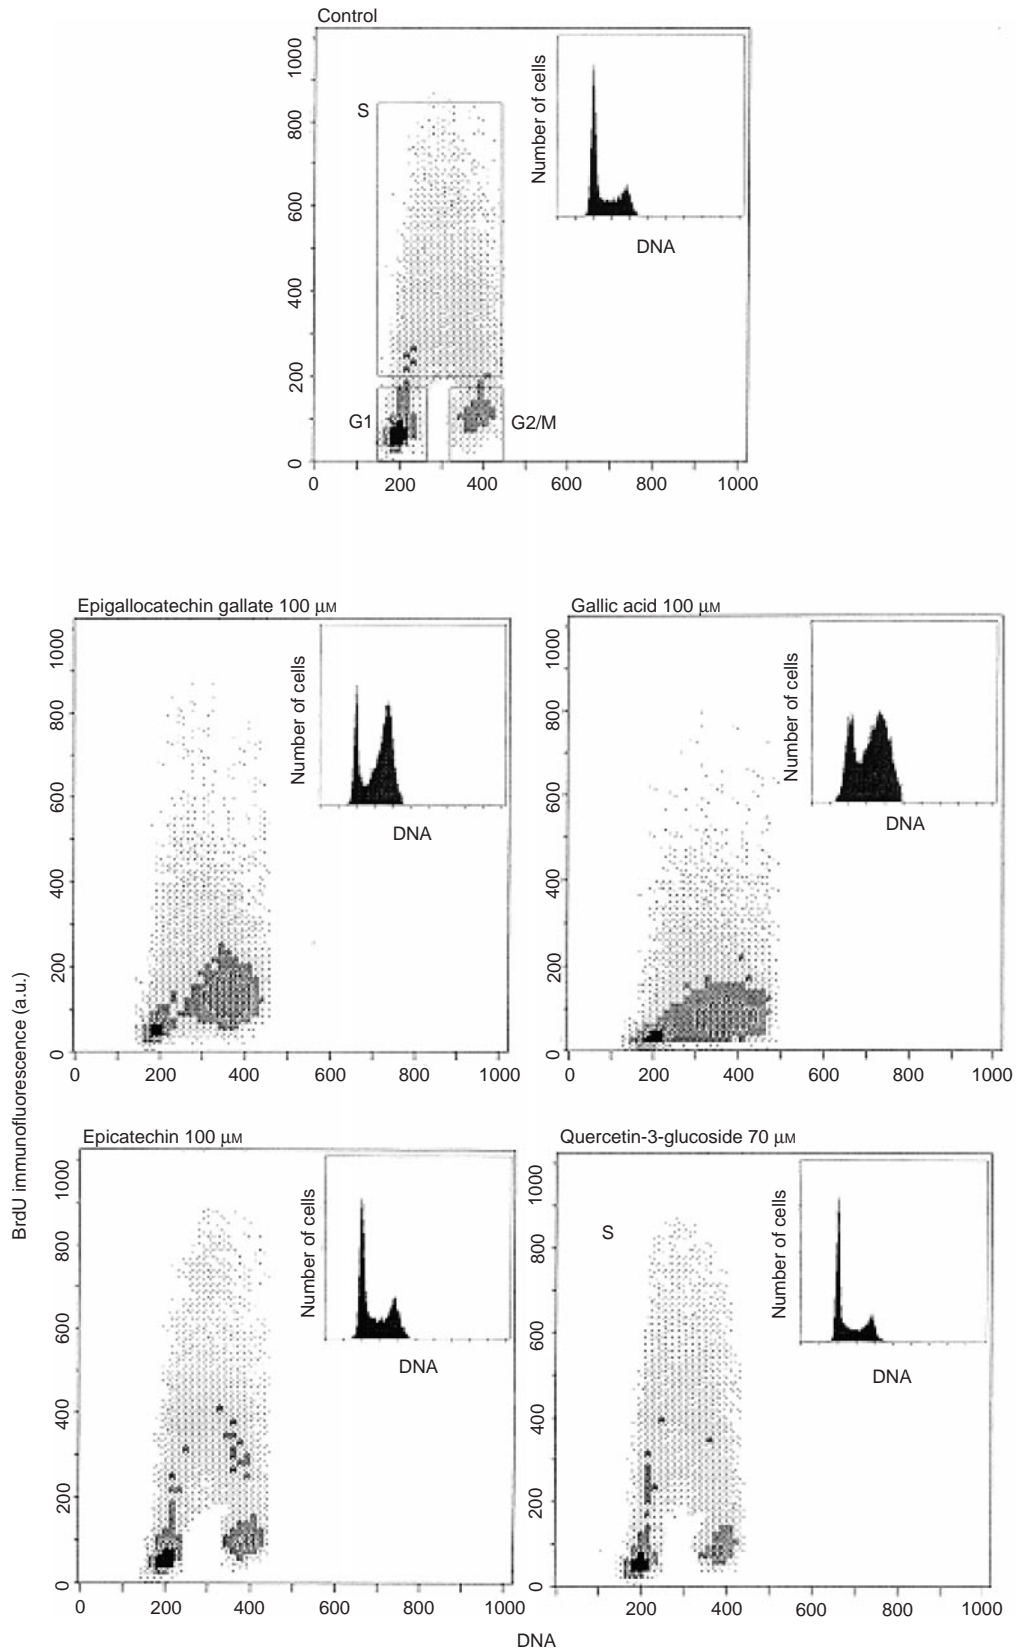 Control
1000
800
600
400
200
0
S
G1
G2/M
Number of cells
DNA
0 200 400 600 800 1000
Epigallocatechin gallate 100 μM
1000
800
600
400
200
0
Number of cells
DNA
0 200 400 600 800 1000
Gallic acid 100 μM
1000
800
600
400
200
0
Number of cells
DNA
0 200 400 600 800 1000
BrdU immunofluorescence (a.u.)
Epicatechin 100 μM
1000
800
600
400
200
0
Number of cells
DNA
0 200 400 600 800 1000
Quercetin-3-glucoside 70 μM
1000
800
600
400
200
0
S
Number of cells
DNA
0 200 400 600 800 1000
DNA